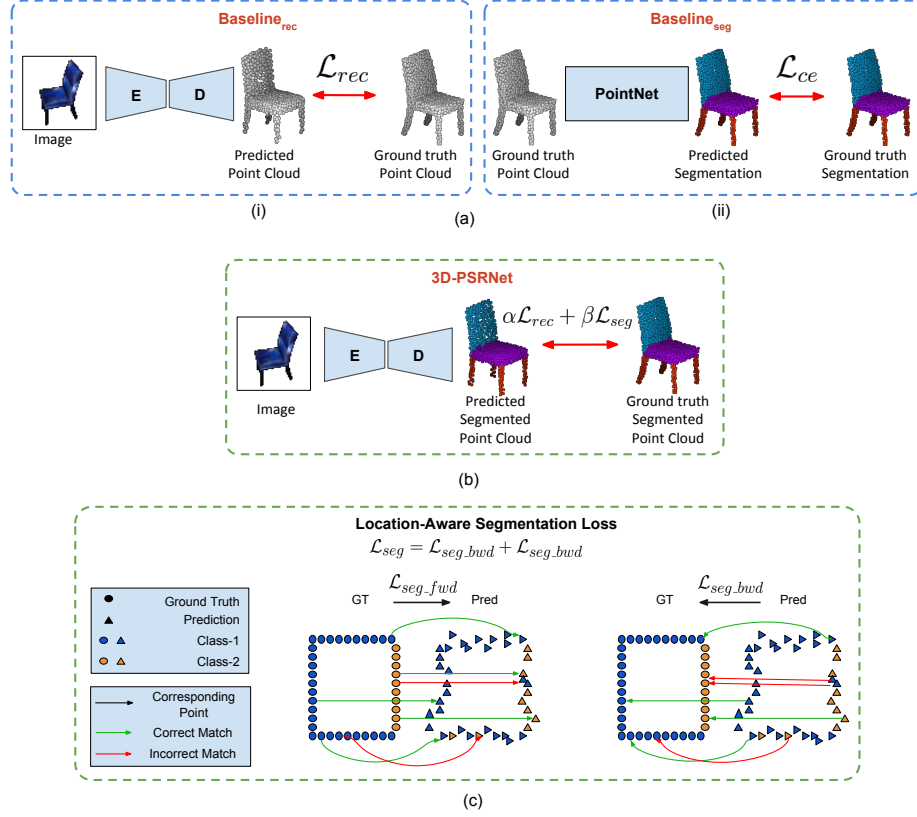 Baseline_rec
E
D
L_rec
Image
Predicted
Point Cloud
Ground truth
Point Cloud
(i)
Baseline_seg
PointNet
L_ce
Ground truth
Point Cloud
Predicted
Segmentation
Ground truth
Segmentation
(ii)
(a)
3D-PSRNet
E
D
αL_rec + βL_seg
Image
Predicted
Segmented
Point Cloud
Ground truth
Segmented
Point Cloud
(b)
Location-Aware Segmentation Loss
L_seg = L_seg_bwd + L_seg_bwd
Ground Truth
Prediction
Class-1
Class-2
Corresponding
Point
Correct Match
Incorrect Match
GT
L_seg_fwd
Pred
GT
L_seg_bwd
Pred
(c)